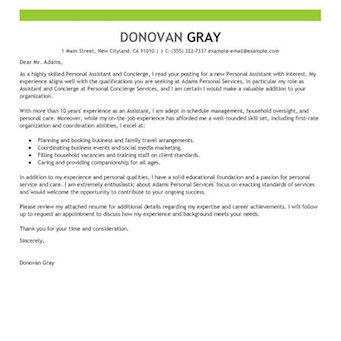 DONOVAN GRAY
1 Main Street, New Cityland, CA 91010 | C: (555) 322-7337 example-email@example.com
Dear Mr. Adams,
As a highly skilled Personal Assistant and Concierge, I read your posting for a new Personal Assistant with interest. My
experience aligns well with the qualifications you are seeking at Adams Personal Services, in particular my role as
Assistant and Concierge at Personal Concierge Services, and I am certain I would make a valuable addition to your
organization.
With more than 10 years' experience as an Assistant, I am adept in schedule management, household oversight, and
personal care. Moreover, while my on-the-job experience has afforded me a well-rounded skill set, including first-rate
organization and coordination abilities, I excel at:
• Planning and booking business and family travel arrangements.
• Coordinating business events and social media marketing.
• Filling household vacancies and training staff on client standards.
• Caring and providing companionship for all ages.
In addition to my experience and personal qualities, I have a solid educational foundation and a passion for personal
service and care. I am extremely enthusiastic about Adams Personal Services' focus on exacting standards of services
and would welcome the opportunity to contribute to your ongoing success.
Please review my attached resume for additional details regarding my expertise and career achievements. I will follow
up to request an appointment to discuss how my experience and background meets your needs.
Thank you for your time and consideration.
Sincerely,
Donovan Gray